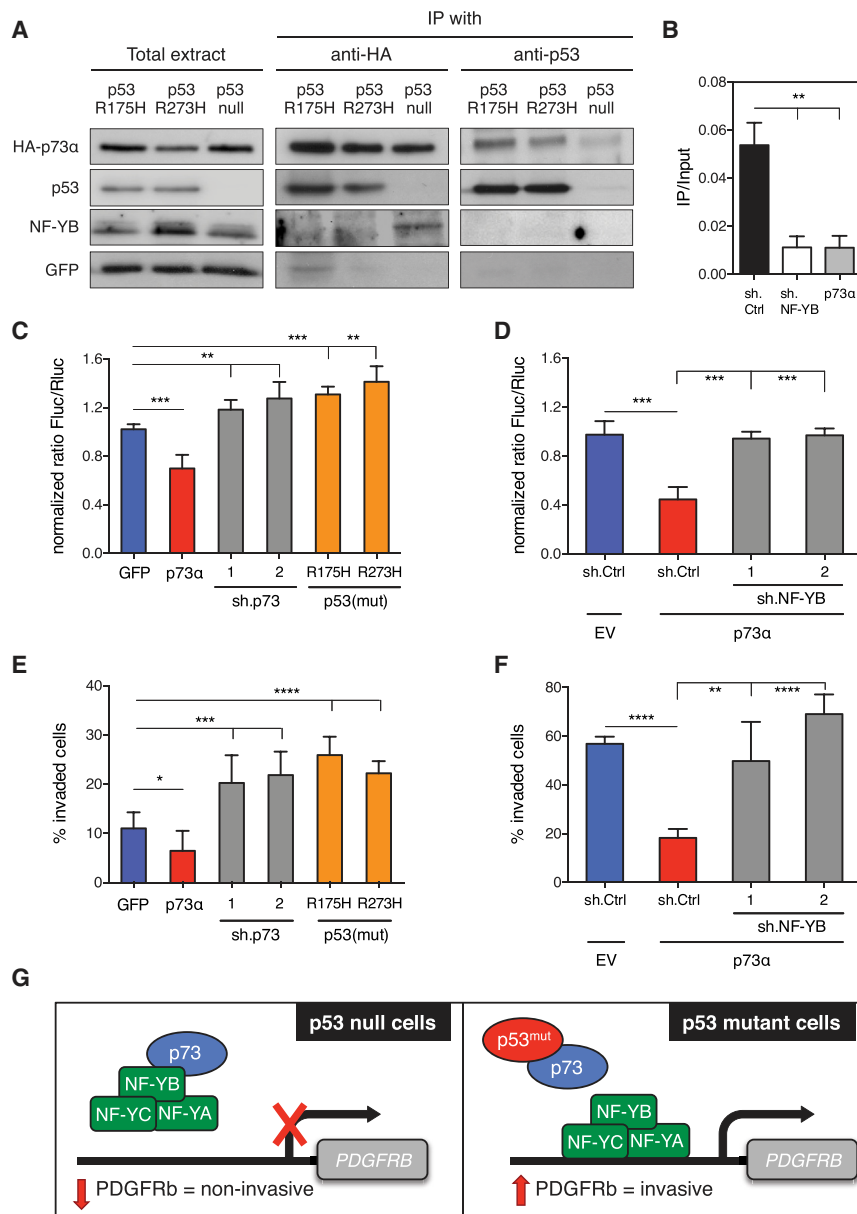 A
IP with
Total extract
anti-HA
anti-p53
p53 R175H
p53 R273H
p53 null
p53 R175H
p53 R273H
p53 null
p53 R175H
p53 R273H
p53 null
HA-p73α
p53
NF-YB
GFP
B
IP/Input
0.08
0.06
0.04
0.02
0.00
**
sh. Ctrl
sh. NF-YB
p73α
C
normalized ratio Fluc/Rluc
1.6
1.2
0.8
0.4
0.0
***
**
**
***
GFP
p73α
1
2
R175H
R273H
sh.p73
p53(mut)
D
normalized ratio Fluc/Rluc
1.6
1.2
0.8
0.4
0.0
***
***
***
sh.Ctrl
sh.Ctrl
1
2
sh.NF-YB
EV
p73α
E
% invaded cells
40
30
20
10
0
****
***
*
GFP
p73α
1
2
R175H
R273H
sh.p73
p53(mut)
F
% invaded cells
80
60
40
20
0
****
**
****
sh.Ctrl
sh.Ctrl
1
2
sh.NF-YB
EV
p73α
G
p53 null cells
p73
NF-YB
NF-YC
NF-YA
PDGFRB
PDGFRb = non-invasive
p53 mutant cells
p53mut
p73
NF-YB
NF-YC
NF-YA
PDGFRB
PDGFRb = invasive